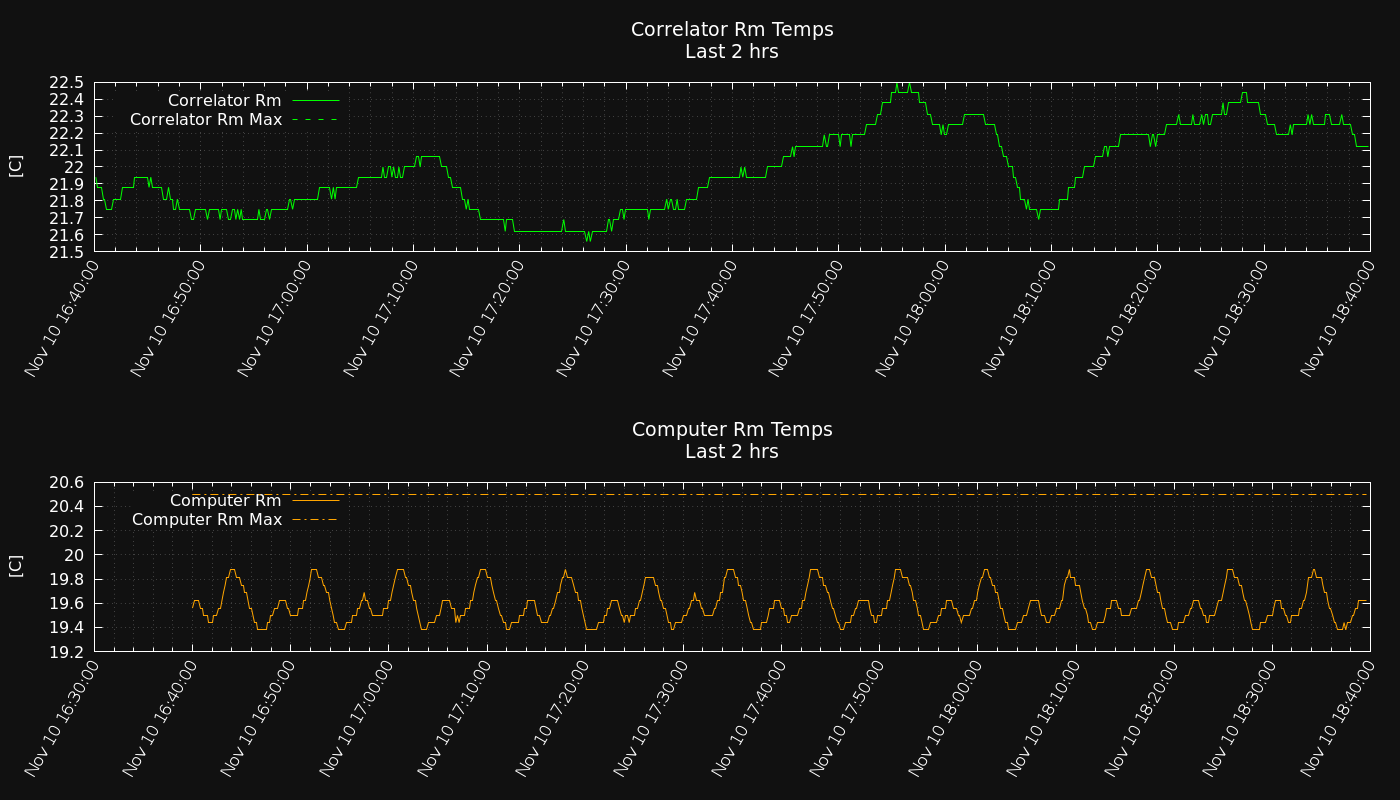 Correlator Rm Temps
Last 2 hrs
22.5
22.4
22.3
22.2
22.1
22
21.9
21.8
21.7
21.6
21.5
[C]
Correlator Rm
Correlator Rm Max
Nov 10 16:40:00
Nov 10 16:50:00
Nov 10 17:00:00
Nov 10 17:10:00
Nov 10 17:20:00
Nov 10 17:30:00
Nov 10 17:40:00
Nov 10 17:50:00
Nov 10 18:00:00
Nov 10 18:10:00
Nov 10 18:20:00
Nov 10 18:30:00
Nov 10 18:40:00
Computer Rm Temps
Last 2 hrs
20.6
20.4
20.2
20
19.8
19.6
19.4
19.2
[C]
Computer Rm
Computer Rm Max
Nov 10 16:30:00
Nov 10 16:40:00
Nov 10 16:50:00
Nov 10 17:00:00
Nov 10 17:10:00
Nov 10 17:20:00
Nov 10 17:30:00
Nov 10 17:40:00
Nov 10 17:50:00
Nov 10 18:00:00
Nov 10 18:10:00
Nov 10 18:20:00
Nov 10 18:30:00
Nov 10 18:40:00